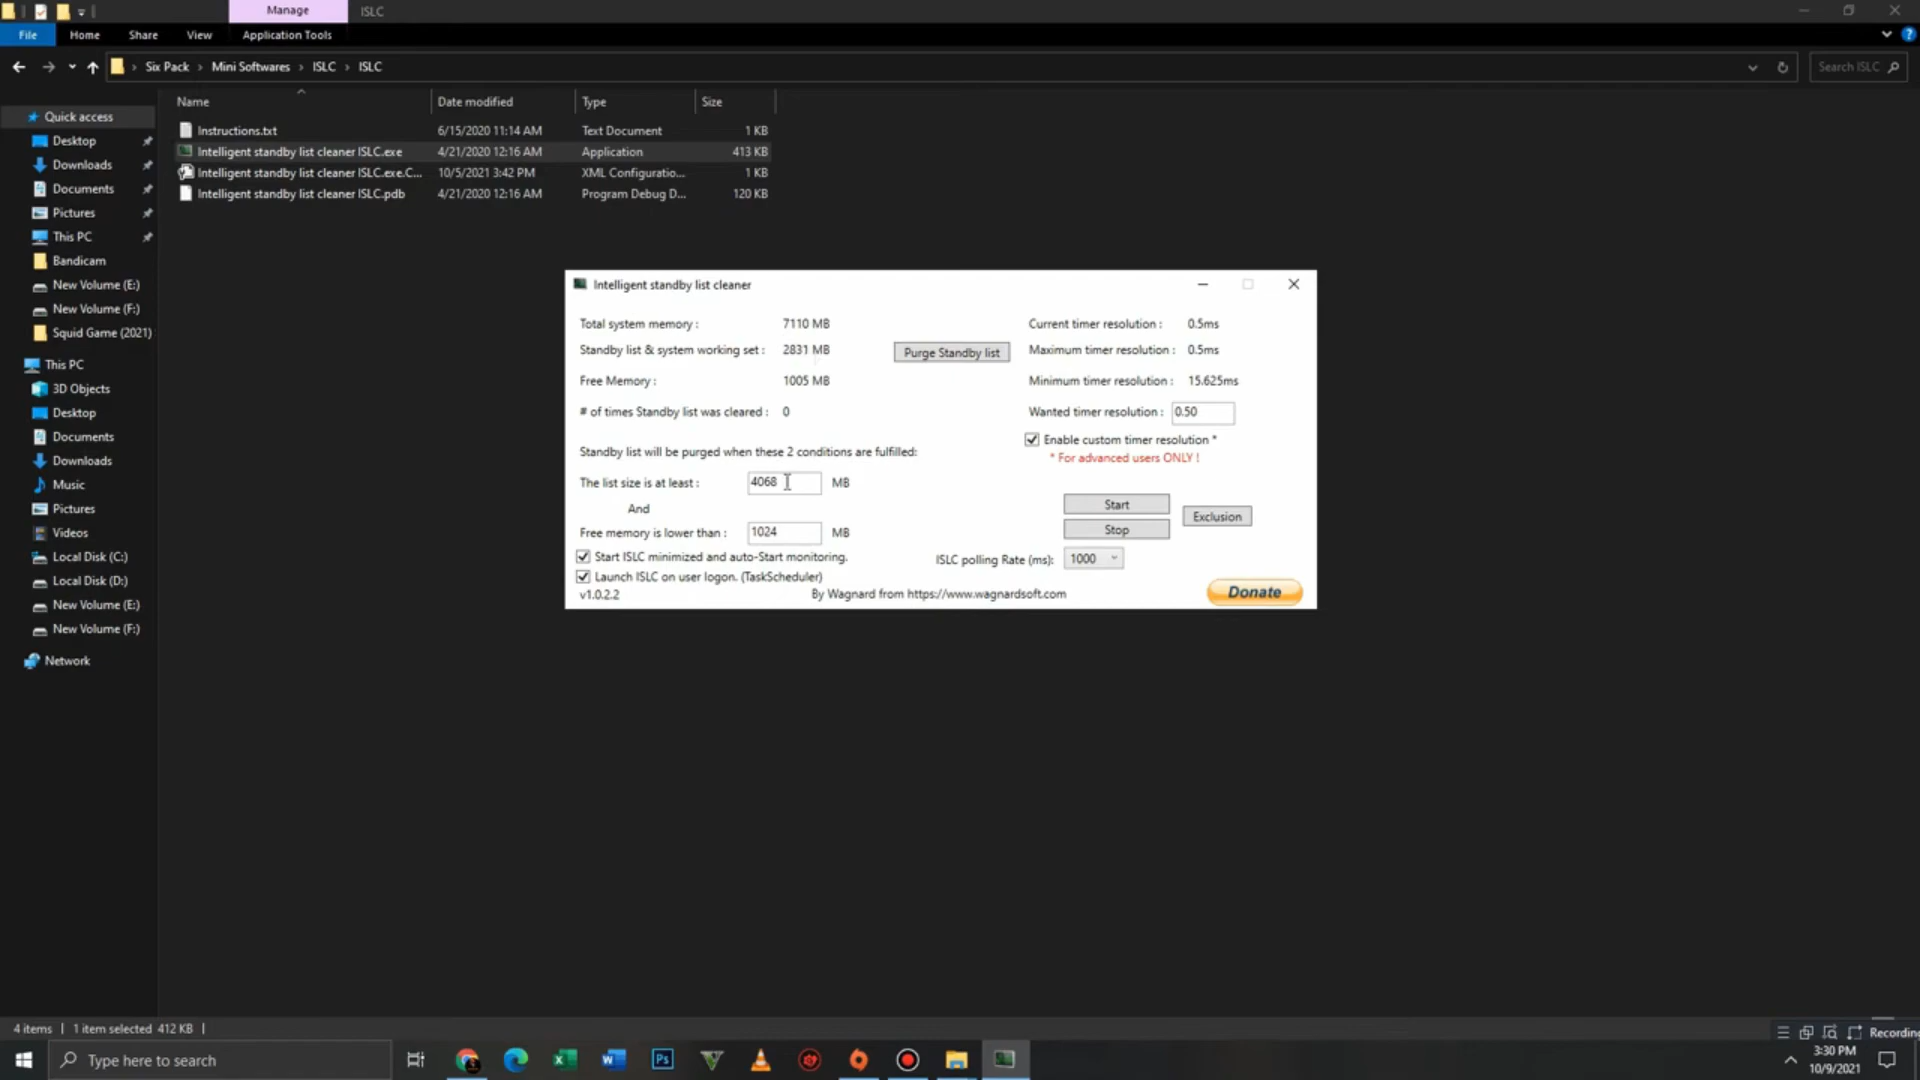 Manage
ISLC
File
Home
Share
View
Application Tools
Six Pack
Mini Softwares
ISLC
ISLC
Search ISLC
Name
Date modified
Type
Size
Instructions.txt
6/15/2020 11:14 AM
Text Document
1 KB
Intelligent standby list cleaner ISLC.exe
4/21/2020 12:16 AM
Application
413 KB
Intelligent standby list cleaner ISLC.exe.C...
10/5/2021 3:42 PM
XML Configuratio...
1 KB
Intelligent standby list cleaner ISLC.pdb
4/21/2020 12:16 AM
Program Debug D...
120 KB
Quick access
Desktop
Downloads
Documents
Pictures
This PC
Bandicam
New Volume (E:)
New Volume (F:)
Squid Game (2021)
This PC
3D Objects
Desktop
Documents
Downloads
Music
Pictures
Videos
Local Disk (C:)
Local Disk (D:)
New Volume (E:)
New Volume (F:)
Network
Intelligent standby list cleaner
Total system memory :
7110 MB
Standby list & system working set :
2831 MB
Free Memory :
1005 MB
# of times Standby list was cleared :
0
Purge Standby list
Current timer resolution :
0.5ms
Maximum timer resolution :
0.5ms
Minimum timer resolution :
15.625ms
Wanted timer resolution :
0.50
Enable custom timer resolution *
* For advanced users ONLY !
Standby list will be purged when these 2 conditions are fulfilled:
The list size is at least :
4068
MB
And
Free memory is lower than :
1024
MB
Start ISLC minimized and auto-Start monitoring.
Launch ISLC on user logon. (TaskScheduler)
Start
Stop
Exclusion
ISLC polling Rate (ms):
1000
v1.0.2.2
By Wagnard from https://www.wagnardsoft.com
Donate
4 items
1 item selected 412 KB
Recording
Type here to search
3:30 PM
10/9/2021